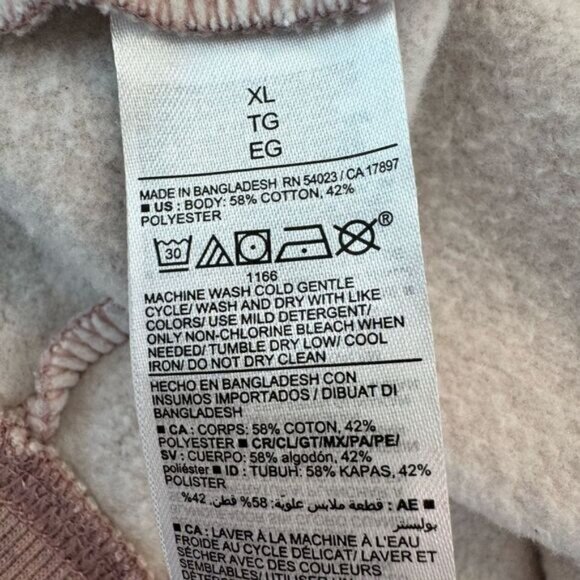 XL
TG
EG
MADE IN BANGLADESH RN 54023 / CA 17897
■ US : BODY: 58% COTTON, 42%
POLYESTER
30
®
1166
MACHINE WASH COLD GENTLE
CYCLE/ WASH AND DRY WITH LIKE
COLORS/ USE MILD DETERGENT/
ONLY NON-CHLORINE BLEACH WHEN
NEEDED/ TUMBLE DRY LOW/ COOL
IRON/ DO NOT DRY CLEAN
HECHO EN BANGLADESH CON
INSUMOS IMPORTADOS / DIBUAT DI
BANGLADESH
■ CA : CORPS: 58% COTON, 42%
POLYESTER ■ CR/CL/GT/MX/PA/PE/
SV : CUERPO: 58% algodón, 42%
poliéster ■ ID : TUBUH: 58% KAPAS, 42%
POLISTER
■ AE : قطعة ملابس علوية: 58% قطن, 42%
بوليستر
■ CA : LAVER À LA MACHINE À L'EAU
FROIDE AU CYCLE DÉLICAT/ LAVER ET
SÉCHER AVEC DES COULEURS